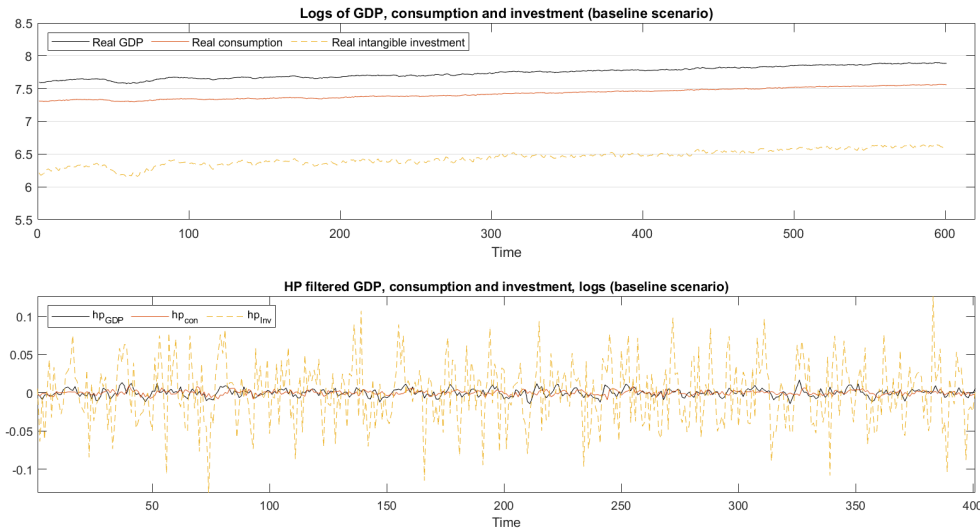 Logs of GDP, consumption and investment (baseline scenario)
Real GDP Real consumption Real intangible investment
8.5
8
7.5
7
6.5
6
5.5
0 100 200 300 400 500 600
Time
HP filtered GDP, consumption and investment, logs (baseline scenario)
hp_GDP hp_con hp_Inv
0.1
0.05
0
-0.05
-0.1
50 100 150 200 250 300 350 400
Time